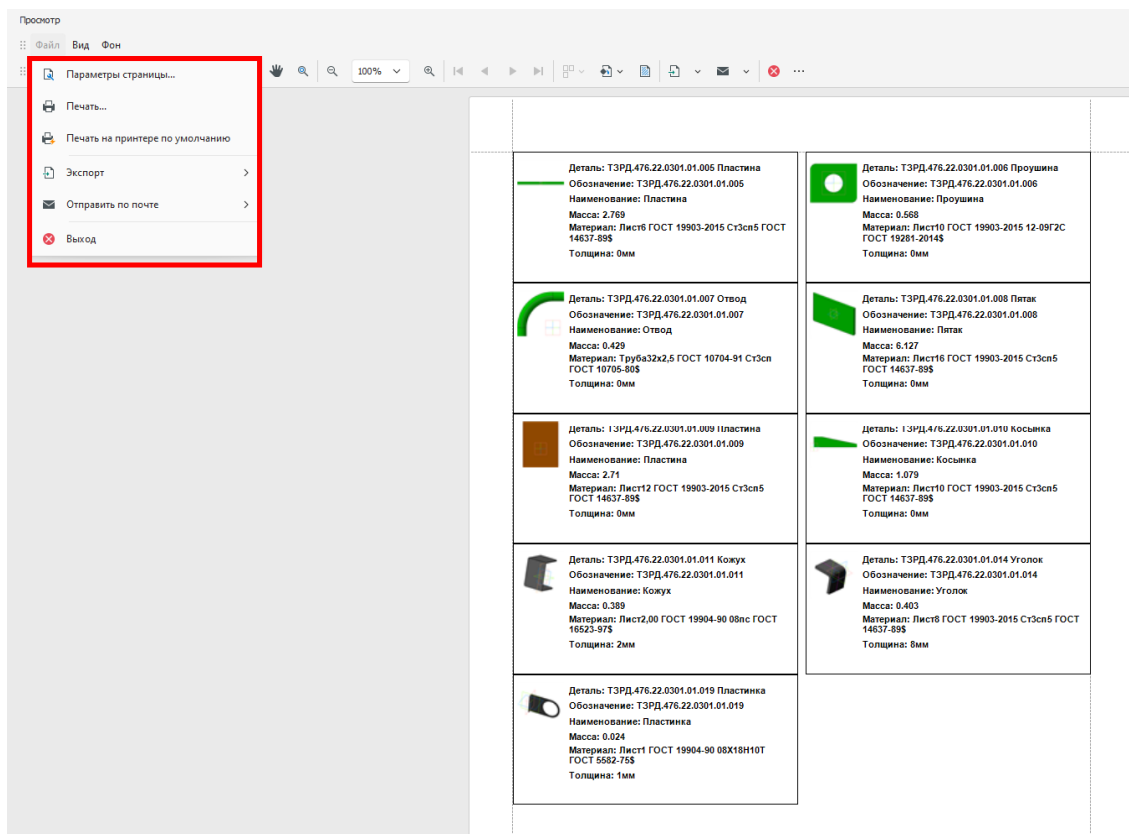 Просмотр
Файл Вид Фон
100%
Параметры страницы...
Печать...
Печать на принтере по умолчанию
Экспорт
Отправить по почте
Выход
Деталь: ТЗРД.476.22.0301.01.005 Пластина
Обозначение: ТЗРД.476.22.0301.01.005
Наименование: Пластина
Масса: 2.769
Материал: Лист6 ГОСТ 19903-2015 Ст3сп5 ГОСТ
14637-89$
Толщина: 0мм
Деталь: ТЗРД.476.22.0301.01.006 Проушина
Обозначение: ТЗРД.476.22.0301.01.006
Наименование: Проушина
Масса: 0.568
Материал: Лист10 ГОСТ 19903-2015 12-09Г2С
ГОСТ 19281-2014$
Толщина: 0мм
Деталь: ТЗРД.476.22.0301.01.007 Отвод
Обозначение: ТЗРД.476.22.0301.01.007
Наименование: Отвод
Масса: 0.429
Материал: Труба32х2,5 ГОСТ 10704-91 Ст3сп
ГОСТ 10705-80$
Толщина: 0мм
Деталь: ТЗРД.476.22.0301.01.008 Пятак
Обозначение: ТЗРД.476.22.0301.01.008
Наименование: Пятак
Масса: 6.127
Материал: Лист16 ГОСТ 19903-2015 Ст3сп5
ГОСТ 14637-89$
Толщина: 0мм
Деталь: ТЗРД.476.22.0301.01.009 Пластина
Обозначение: ТЗРД.476.22.0301.01.009
Наименование: Пластина
Масса: 2.71
Материал: Лист12 ГОСТ 19903-2015 Ст3сп5
ГОСТ 14637-89$
Толщина: 0мм
Деталь: ТЗРД.476.22.0301.01.010 Косынка
Обозначение: ТЗРД.476.22.0301.01.010
Наименование: Косынка
Масса: 1.079
Материал: Лист10 ГОСТ 19903-2015 Ст3сп5
ГОСТ 14637-89$
Толщина: 0мм
Деталь: ТЗРД.476.22.0301.01.011 Кожух
Обозначение: ТЗРД.476.22.0301.01.011
Наименование: Кожух
Масса: 0.389
Материал: Лист2,00 ГОСТ 19904-90 08пс ГОСТ
16523-97$
Толщина: 2мм
Деталь: ТЗРД.476.22.0301.01.014 Уголок
Обозначение: ТЗРД.476.22.0301.01.014
Наименование: Уголок
Масса: 0.403
Материал: Лист8 ГОСТ 19903-2015 Ст3сп5 ГОСТ
14637-89$
Толщина: 8мм
Деталь: ТЗРД.476.22.0301.01.019 Пластинка
Обозначение: ТЗРД.476.22.0301.01.019
Наименование: Пластинка
Масса: 0.024
Материал: Лист1 ГОСТ 19904-90 08Х18Н10Т
ГОСТ 5582-75$
Толщина: 1мм